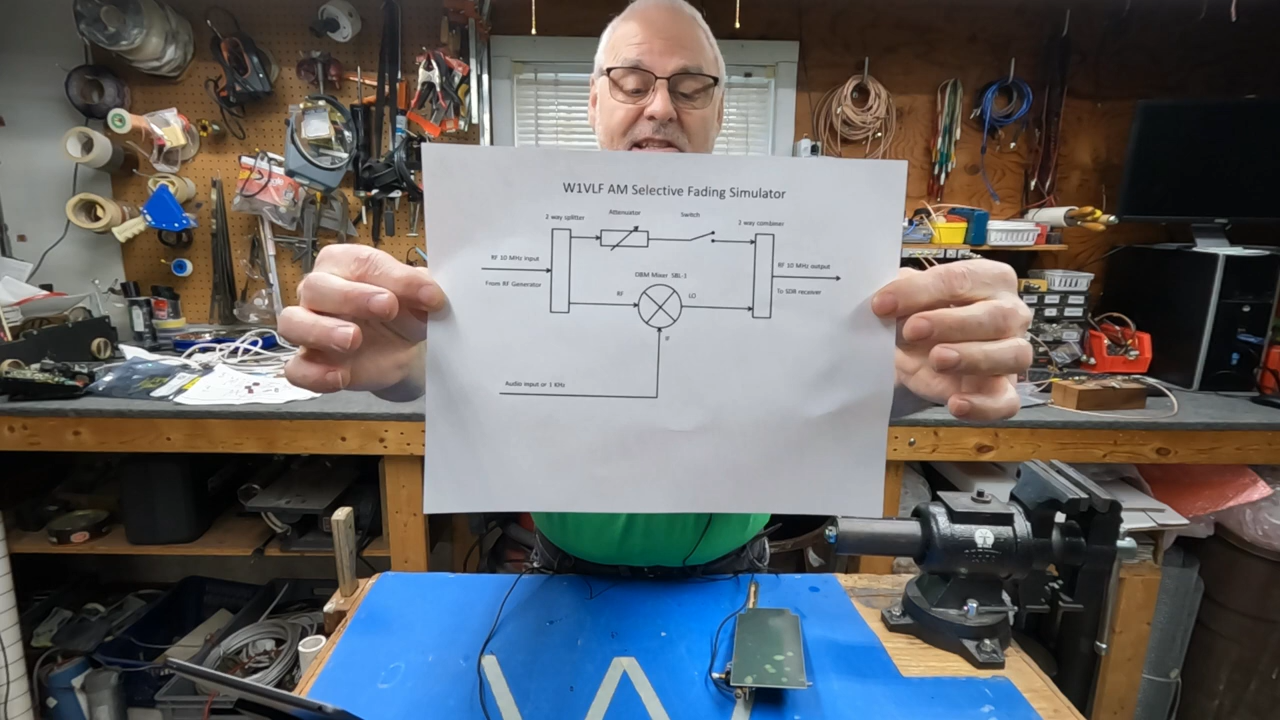 W1VLF AM Selective Fading Simulator
2 way splitter
Attenuator
Switch
2 way combiner
RF 10 MHz input
From RF Generator
DBM Mixer SBL-1
RF
LO
IF
RF 10 MHz output
To SDR receiver
Audio input or 1 KHz
W